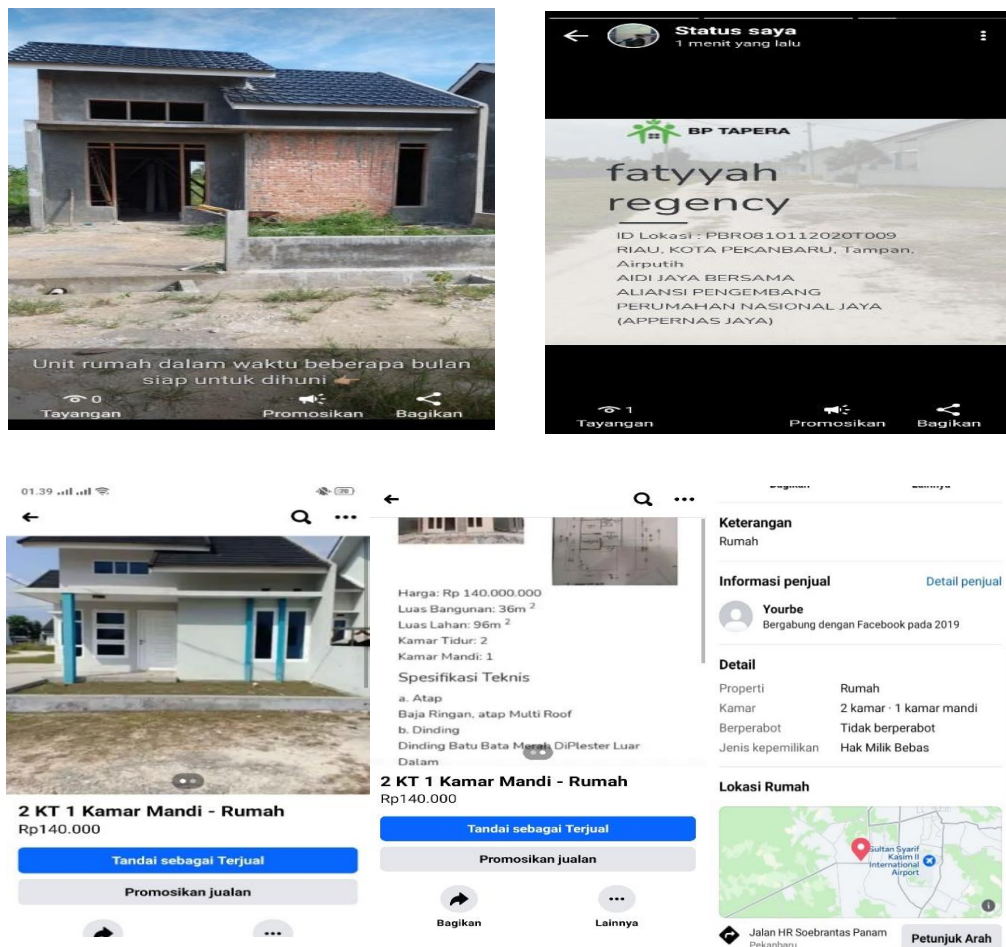 Unit rumah dalam waktu beberapa bulan
siap untuk dihuni
0
Tayangan
Promosikan
Bagikan
Status saya
1 menit yang lalu
BP TAPERA
fatyyah
regency
ID Lokasi : PBR0810112020T009
RIAU, KOTA PEKANBARU, Tampan,
Airputih
AIDI JAYA BERSAMA
ALIANSI PENGEMBANG
PERUMAHAN NASIONAL JAYA
(APPERNAS JAYA)
1
Tayangan
Promosikan
Bagikan
01.39
70
2 KT 1 Kamar Mandi - Rumah
Rp140.000
Tandai sebagai Terjual
Promosikan jualan
Harga: Rp 140.000.000
Luas Bangunan: 36m 2
Luas Lahan: 96m 2
Kamar Tidur: 2
Kamar Mandi: 1
Spesifikasi Teknis
a. Atap
Baja Ringan, atap Multi Roof
b. Dinding
Dinding Batu Bata Merah DiPlester Luar
Dalam
2 KT 1 Kamar Mandi - Rumah
Rp140.000
Tandai sebagai Terjual
Promosikan jualan
Bagikan
Lainnya
Bagikan
Lainnya
Keterangan
Rumah
Informasi penjual
Detail penjual
Yourbe
Bergabung dengan Facebook pada 2019
Detail
Properti Rumah
Kamar 2 kamar · 1 kamar mandi
Berperabot Tidak berperabot
Jenis kepemilikan Hak Milik Bebas
Lokasi Rumah
Sultan Syarif
Kasim II
International
Airport
Jalan HR Soebrantas Panam
Pekanbaru
Petunjuk Arah